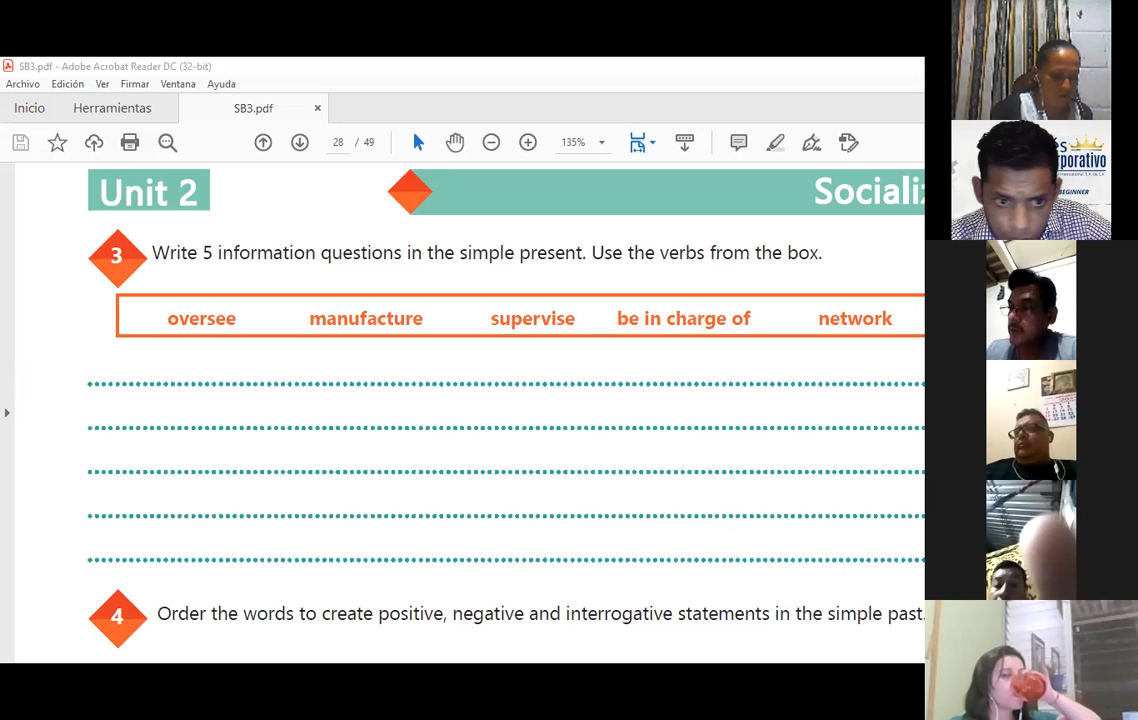 SB3.pdf - Adobe Acrobat Reader DC (32-bit)
Archivo Edición Ver Firmar Ventana Ayuda
Inicio Herramientas SB3.pdf ×
28 / 49 135%
Unit 2
3 Write 5 information questions in the simple present. Use the verbs from the box.
oversee manufacture supervise be in charge of network
4 Order the words to create positive, negative and interrogative statements in the simple past.